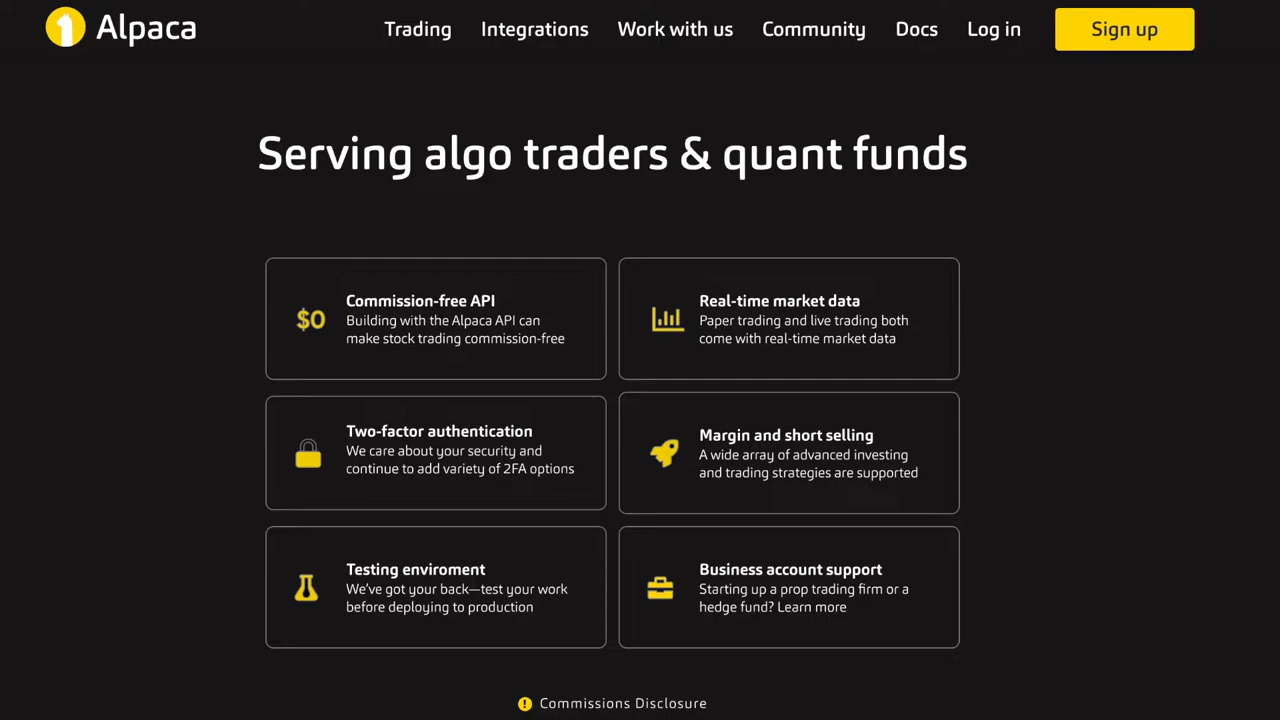 Alpaca
Trading
Integrations
Work with us
Community
Docs
Log in
Sign up
Serving algo traders & quant funds
$0
Commission-free API
Building with the Alpaca API can
make stock trading commission-free
Real-time market data
Paper trading and live trading both
come with real-time market data
Two-factor authentication
We care about your security and
continue to add variety of 2FA options
Margin and short selling
A wide array of advanced investing
and trading strategies are supported
Testing enviroment
We've got your back—test your work
before deploying to production
Business account support
Starting up a prop trading firm or a
hedge fund? Learn more
Commissions Disclosure